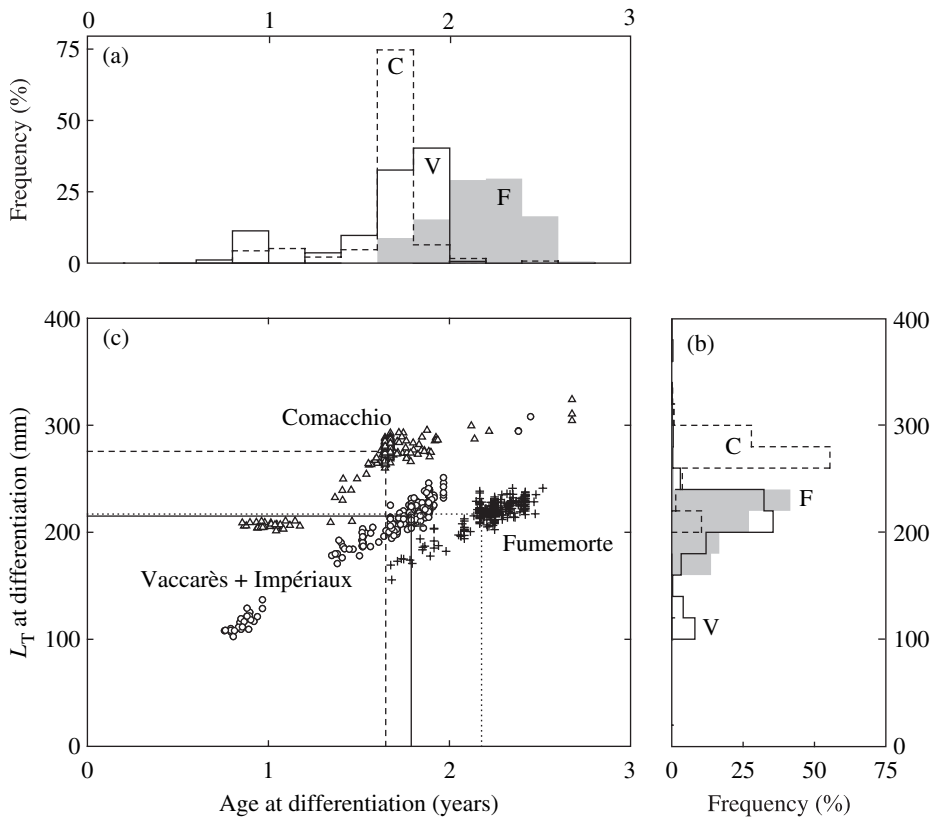 0 1 2 3
(a)
75
50
25
0
Frequency (%)
C
V
F
(c)
400
300
200
100
0
L_T at differentiation (mm)
Comacchio
Fumemorte
Vaccarès + Impériaux
0 1 2 3
Age at differentiation (years)
(b)
400
300
200
100
0
C
F
V
0 25 50 75
Frequency (%)